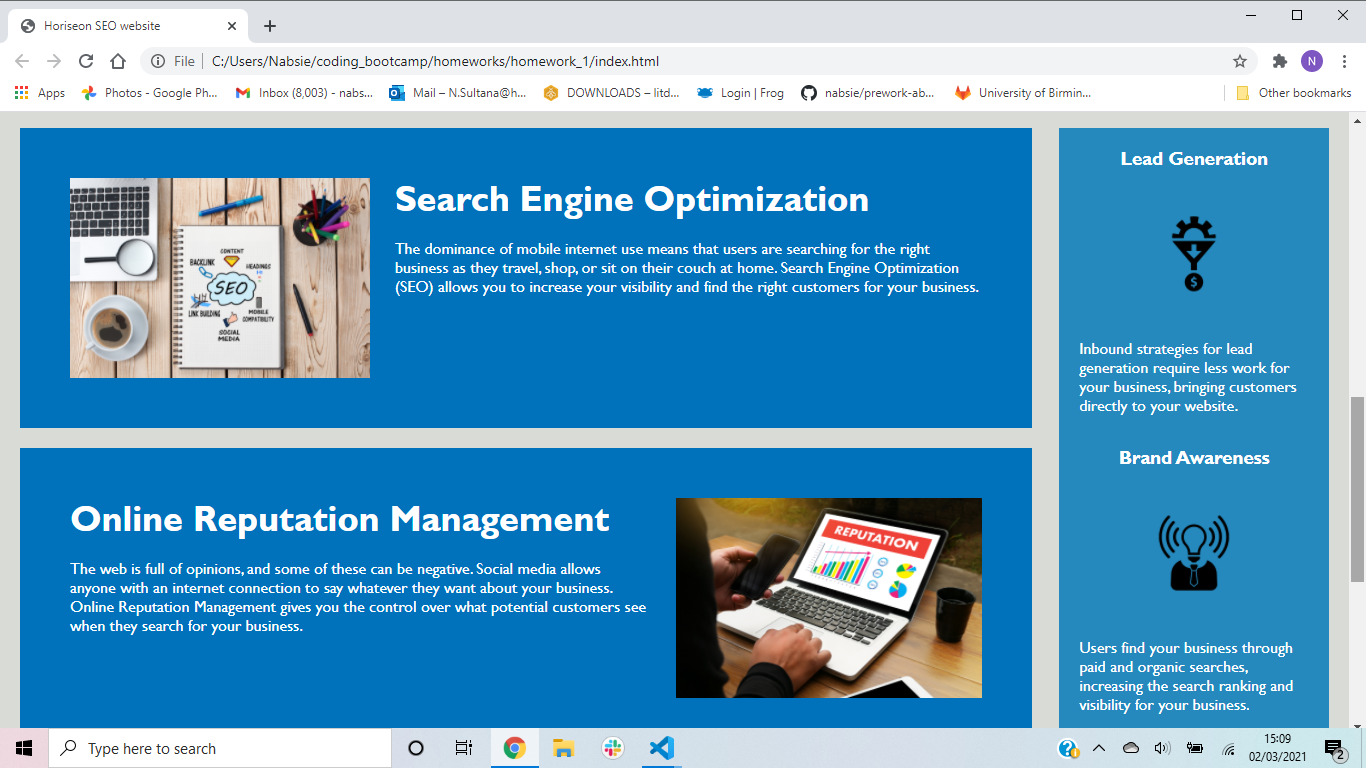 Horiseon SEO website
File
C:/Users/Nabsie/coding_bootcamp/homeworks/homework_1/index.html
N
Apps
Photos - Google Ph...
Inbox (8,003) - nabs...
Mail – N.Sultana@h...
DOWNLOADS – litd...
Login | Frog
nabsie/prework-ab...
University of Birmin...
Other bookmarks
CONTENT
BACKLINK
HEADINGS
SEO
LINK BUILDING
MOBILE
COMPATIBILITY
SOCIAL
MEDIA
Search Engine Optimization
The dominance of mobile internet use means that users are searching for the right
business as they travel, shop, or sit on their couch at home. Search Engine Optimization
(SEO) allows you to increase your visibility and find the right customers for your business.
Online Reputation Management
The web is full of opinions, and some of these can be negative. Social media allows
anyone with an internet connection to say whatever they want about your business.
Online Reputation Management gives you the control over what potential customers see
when they search for your business.
REPUTATION
Lead Generation
$
Inbound strategies for lead
generation require less work for
your business, bringing customers
directly to your website.
Brand Awareness
Users find your business through
paid and organic searches,
increasing the search ranking and
visibility for your business.
Type here to search
15:09
02/03/2021
2